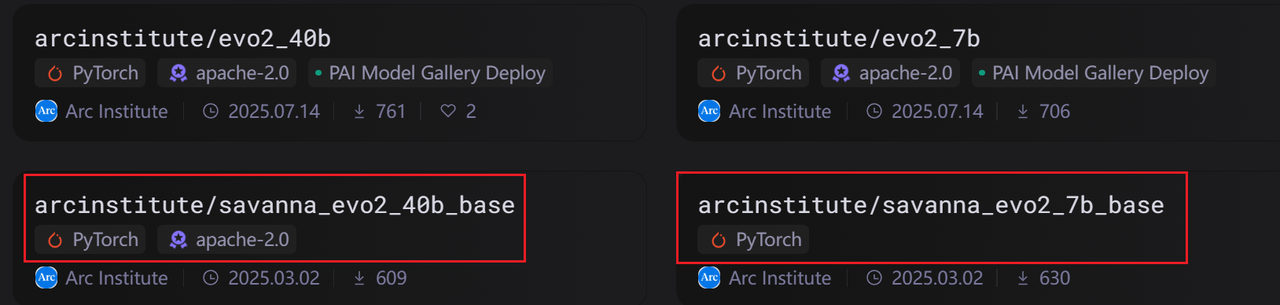 arcinstitute/evo2_40b
PyTorch apache-2.0 PAI Model Gallery Deploy
Arc Arc Institute 2025.07.14 761 2
arcinstitute/evo2_7b
PyTorch apache-2.0 PAI Model Gallery Deploy
Arc Arc Institute 2025.07.14 706
arcinstitute/savanna_evo2_40b_base
PyTorch apache-2.0
Arc Arc Institute 2025.03.02 609
arcinstitute/savanna_evo2_7b_base
PyTorch
Arc Arc Institute 2025.03.02 630